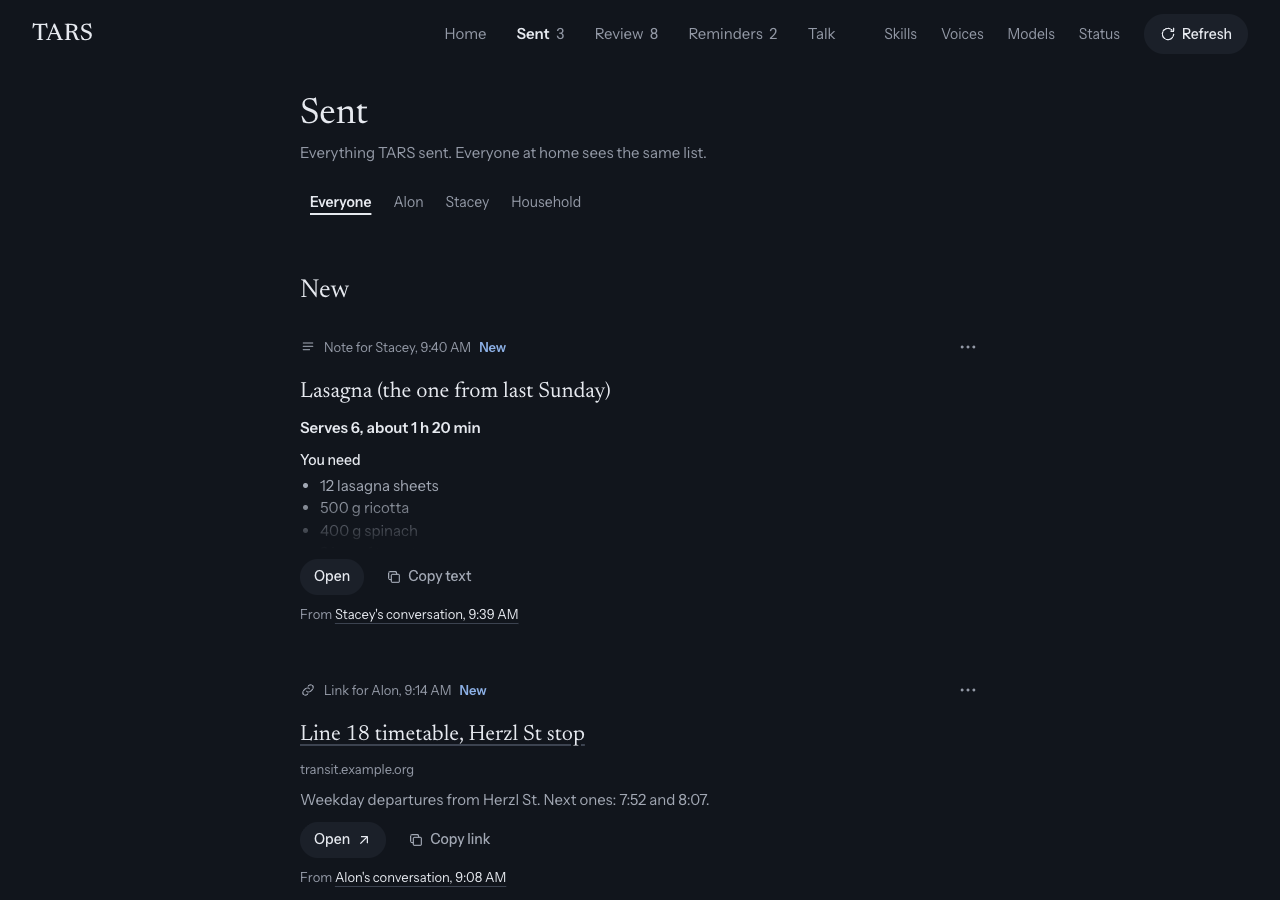 TARS
Home Sent 3 Review 8 Reminders 2 Talk Skills Voices Models Status Refresh
Sent
Everything TARS sent. Everyone at home sees the same list.
Everyone Alon Stacey Household
New
Note for Stacey, 9:40 AM New
Lasagna (the one from last Sunday)
Serves 6, about 1 h 20 min
You need
• 12 lasagna sheets
• 500 g ricotta
• 400 g spinach
Open Copy text
From Stacey's conversation, 9:39 AM
Link for Alon, 9:14 AM New
Line 18 timetable, Herzl St stop
transit.example.org
Weekday departures from Herzl St. Next ones: 7:52 and 8:07.
Open Copy link
From Alon's conversation, 9:08 AM